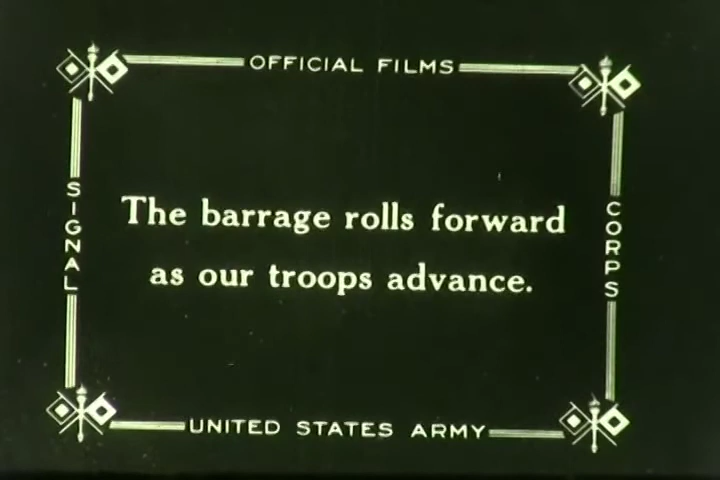 OFFICIAL FILMS
SIGNAL
The barrage rolls forward
as our troops advance.
CORPS
UNITED STATES ARMY